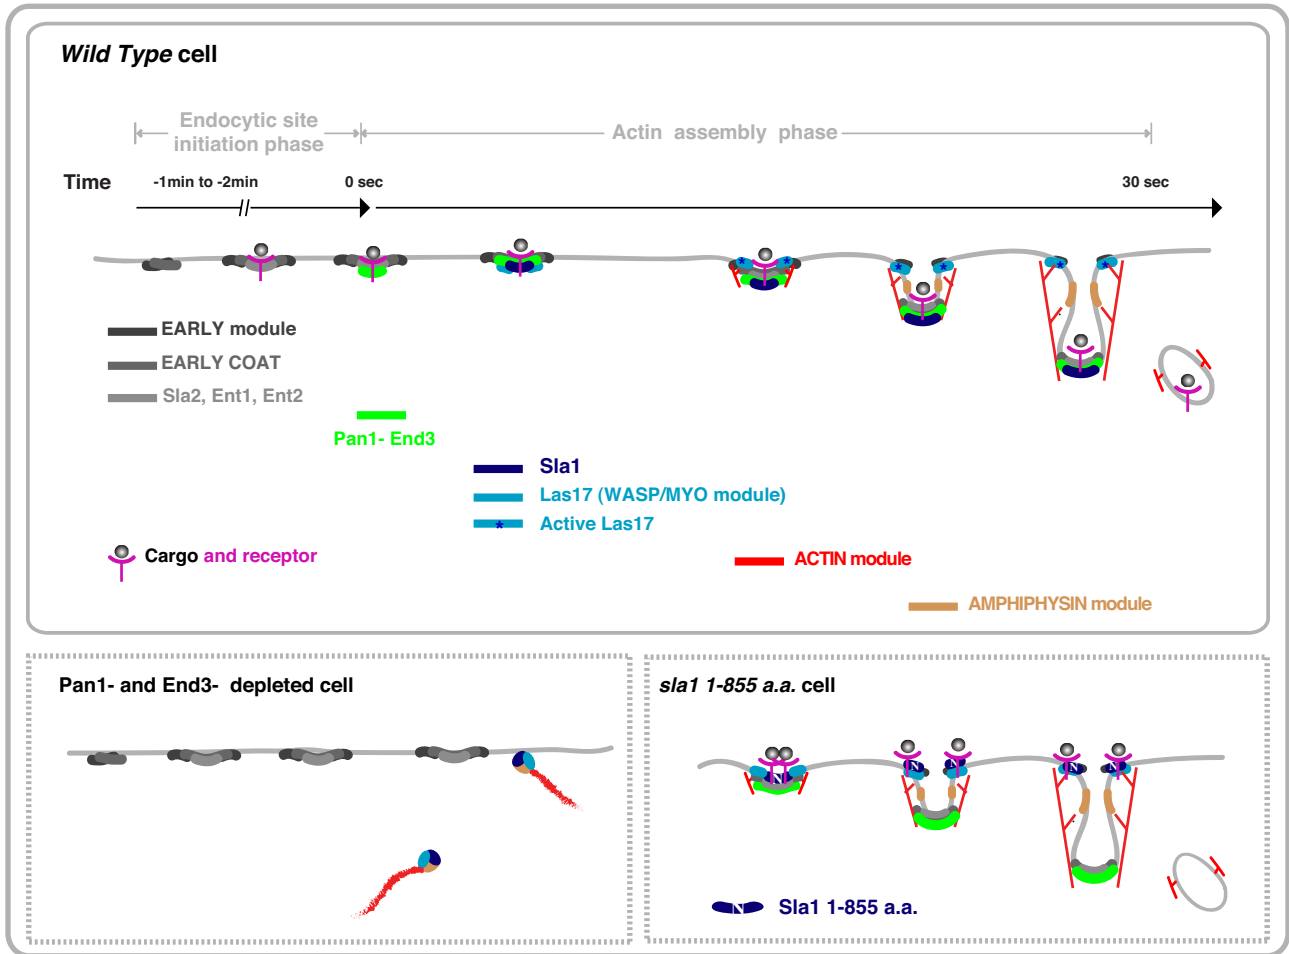 Wild Type cell
Endocytic site
initiation phase
Actin assembly phase
Time
-1min to -2min
0 sec
30 sec
EARLY module
EARLY COAT
Sla2, Ent1, Ent2
Pan1- End3
Sla1
Las17 (WASP/MYO module)
* Active Las17
Cargo and receptor
ACTIN module
AMPHIPHYSIN module
Pan1- and End3- depleted cell
sla1 1-855 a.a. cell
N
N
N
N
N
N Sla1 1-855 a.a.